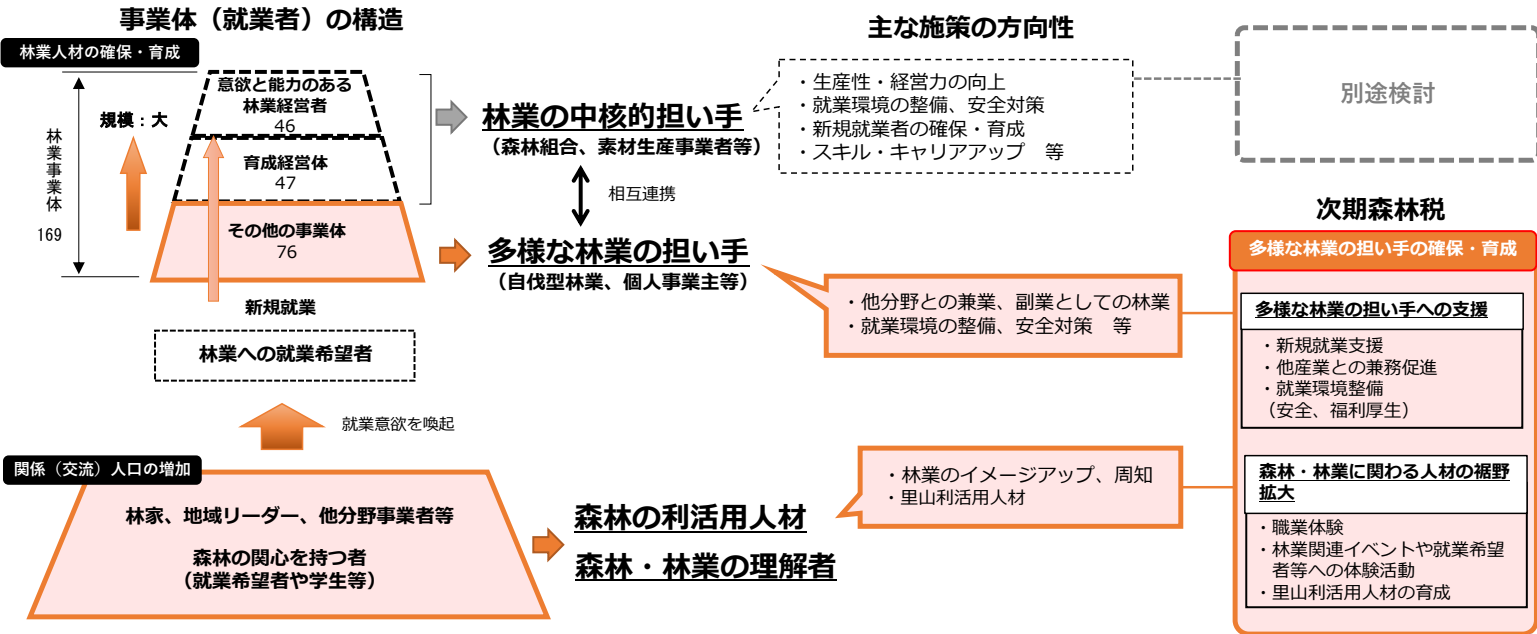 事業体（就業者）の構造
林業人材の確保・育成
林業事業体
169
規模：大
意欲と能力のある
林業経営者
46
育成経営体
47
その他の事業体
76
新規就業
林業への就業希望者
就業意欲を喚起
関係（交流）人口の増加
林家、地域リーダー、他分野事業者等
森林の関心を持つ者
（就業希望者や学生等）
林業の中核的担い手
（森林組合、素材生産事業者等）
相互連携
多様な林業の担い手
（自伐型林業、個人事業主等）
森林の利活用人材
森林・林業の理解者
主な施策の方向性
・生産性・経営力の向上
・就業環境の整備、安全対策
・新規就業者の確保・育成
・スキル・キャリアアップ　等
・他分野との兼業、副業としての林業
・就業環境の整備、安全対策　等
・林業のイメージアップ、周知
・里山利活用人材
別途検討
次期森林税
多様な林業の担い手の確保・育成
多様な林業の担い手への支援
・新規就業支援
・他産業との兼務促進
・就業環境整備
（安全、福利厚生）
森林・林業に関わる人材の裾野
拡大
・職業体験
・林業関連イベントや就業希望
者等への体験活動
・里山利活用人材の育成